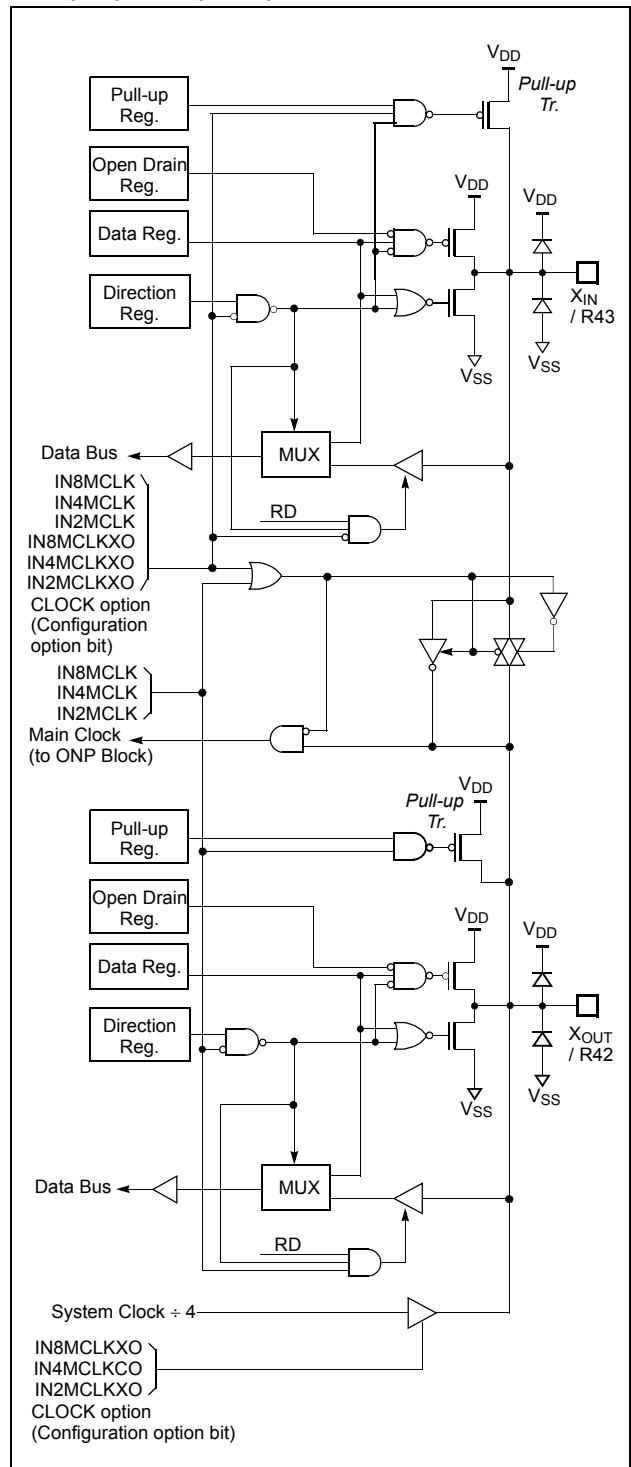 VDD
Pull-up
Tr.
Pull-up
Reg.
Open Drain
Reg.
VDD
VDD
Data Reg.
Direction
Reg.
XIN
/ R43
VSS
VSS
Data Bus
MUX
IN8MCLK
IN4MCLK
IN2MCLK
IN8MCLKXO
IN4MCLKXO
IN2MCLKXO
RD
CLOCK option
(Configuration
option bit)
IN8MCLK
IN4MCLK
IN2MCLK
Main Clock
(to ONP Block)
VDD
Pull-up
Tr.
Pull-up
Reg.
Open Drain
Reg.
VDD
VDD
Data Reg.
Direction
Reg.
XOUT
/ R42
VSS
VSS
Data Bus
MUX
RD
System Clock ÷ 4
IN8MCLKXO
IN4MCLKCO
IN2MCLKXO
CLOCK option
(Configuration option bit)